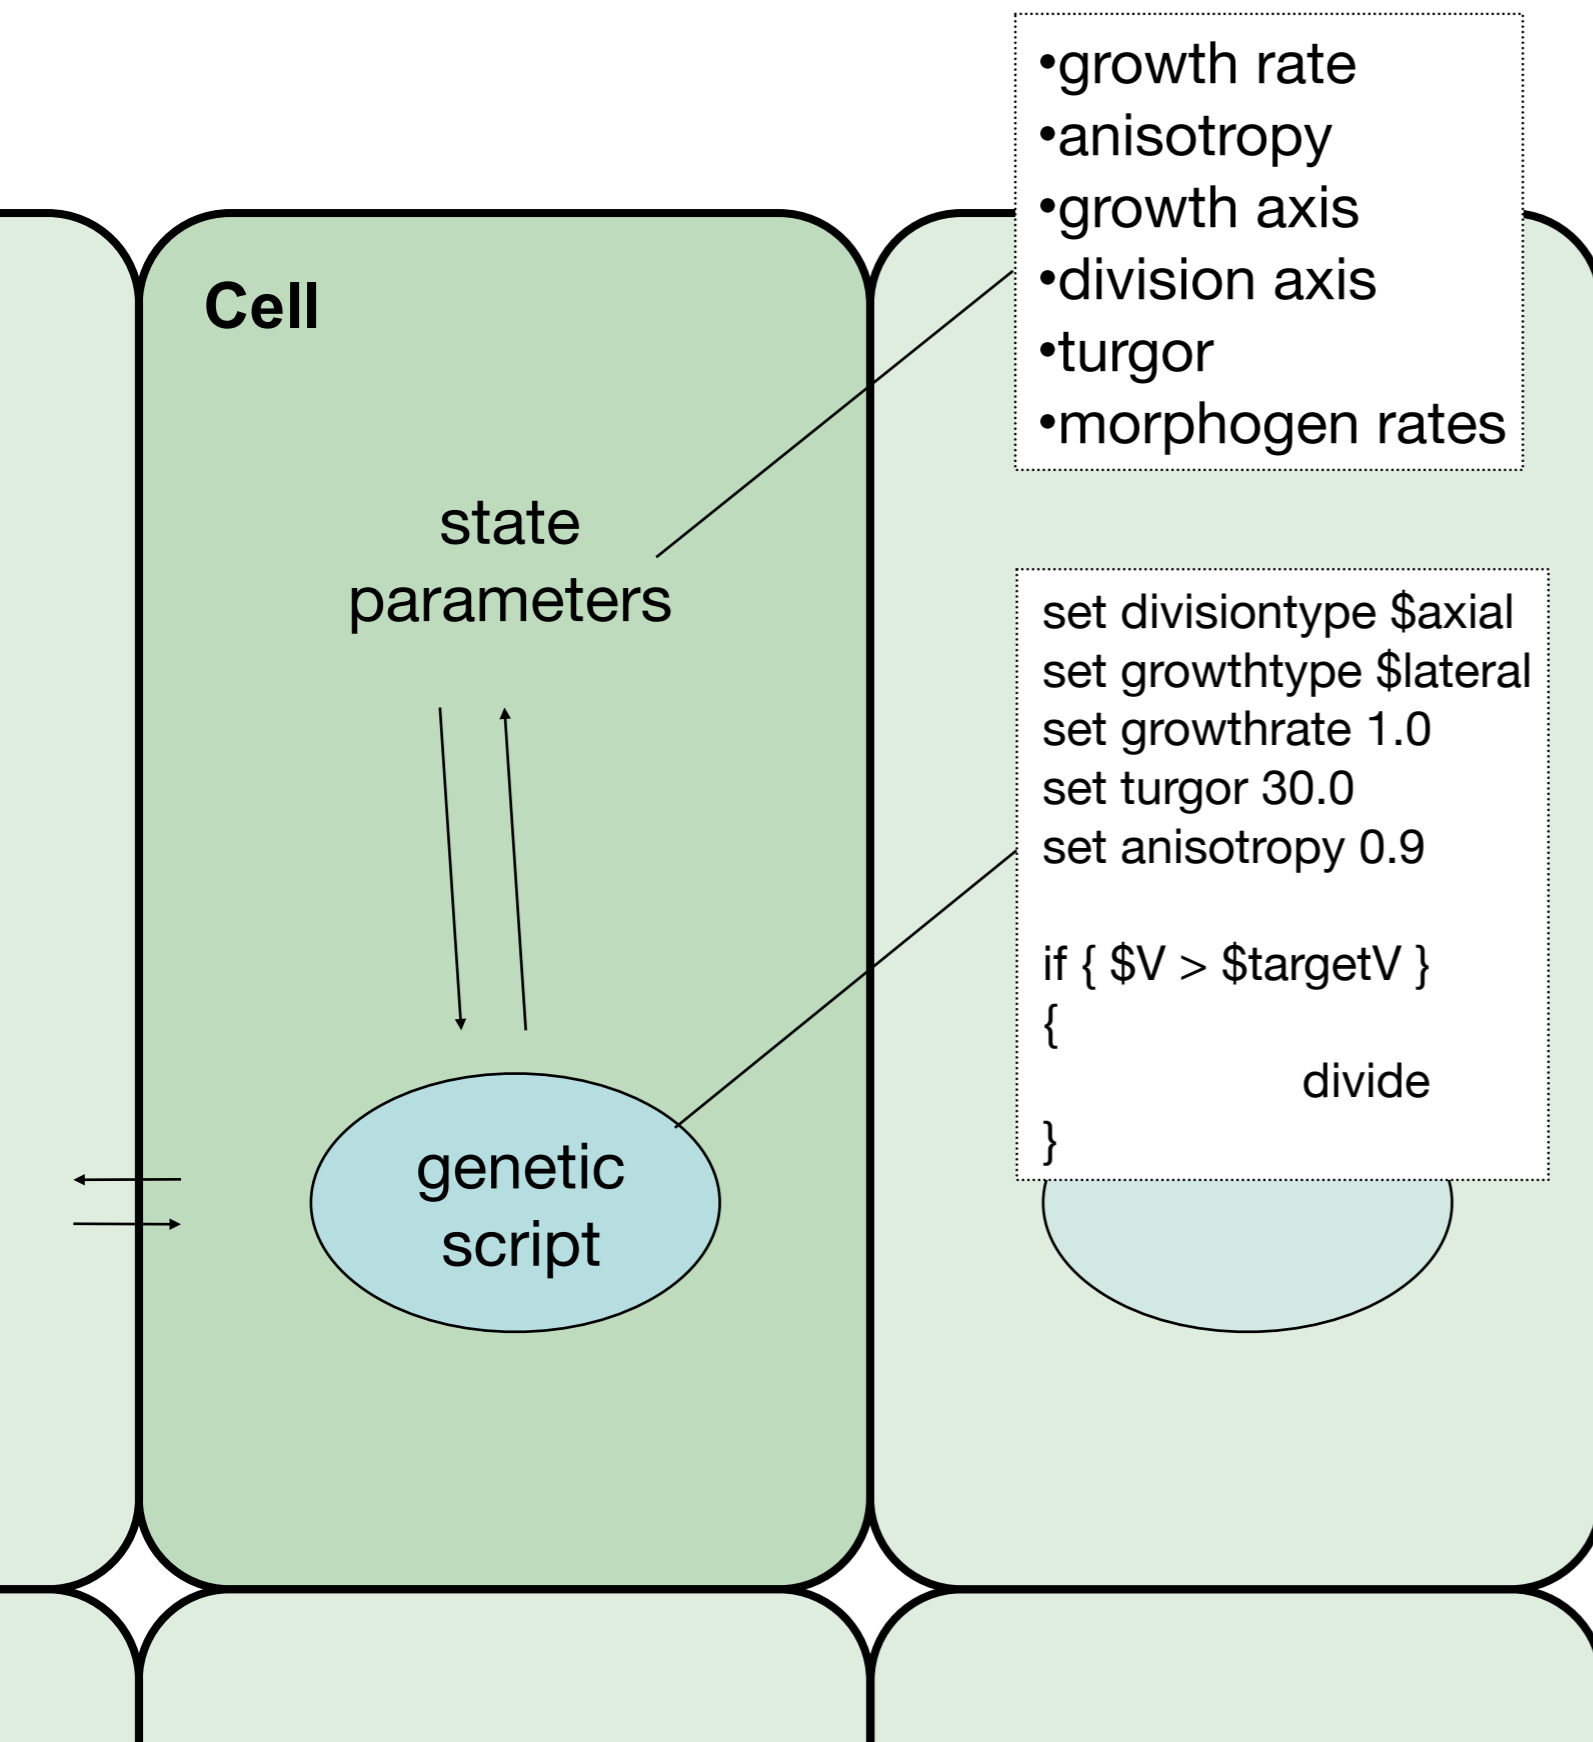 •growth rate
•anisotropy
•growth axis
•division axis
•turgor
•morphogen rates
Cell
state
parameters
set divisiontype $axial
set growthtype $lateral
set growthrate 1.0
set turgor 30.0
set anisotropy 0.9
if { $V > $targetV }
{
divide
}
genetic
script